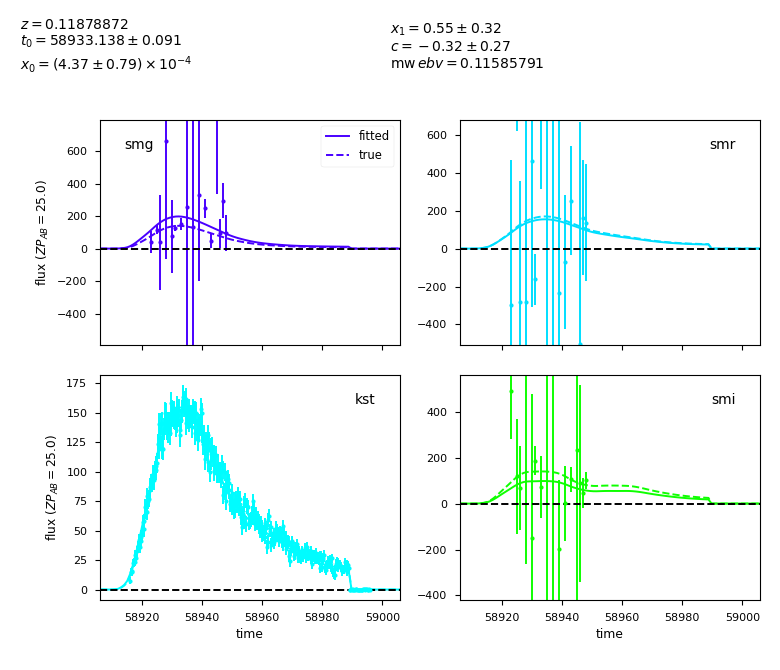 z = 0.11878872
t₀ = 58933.138 ± 0.091
x₀ = (4.37 ± 0.79) × 10⁻⁴
x₁ = 0.55 ± 0.32
c = −0.32 ± 0.27
mw ebv = 0.11585791
smg
fitted
true
600
400
200
0
−200
−400
flux (ZP_AB = 25.0)
smr
600
400
200
0
−200
−400
kst
175
150
125
100
75
50
25
0
flux (ZP_AB = 25.0)
58920 58940 58960 58980 59000
time
smi
400
200
0
−200
−400
58920 58940 58960 58980 59000
time